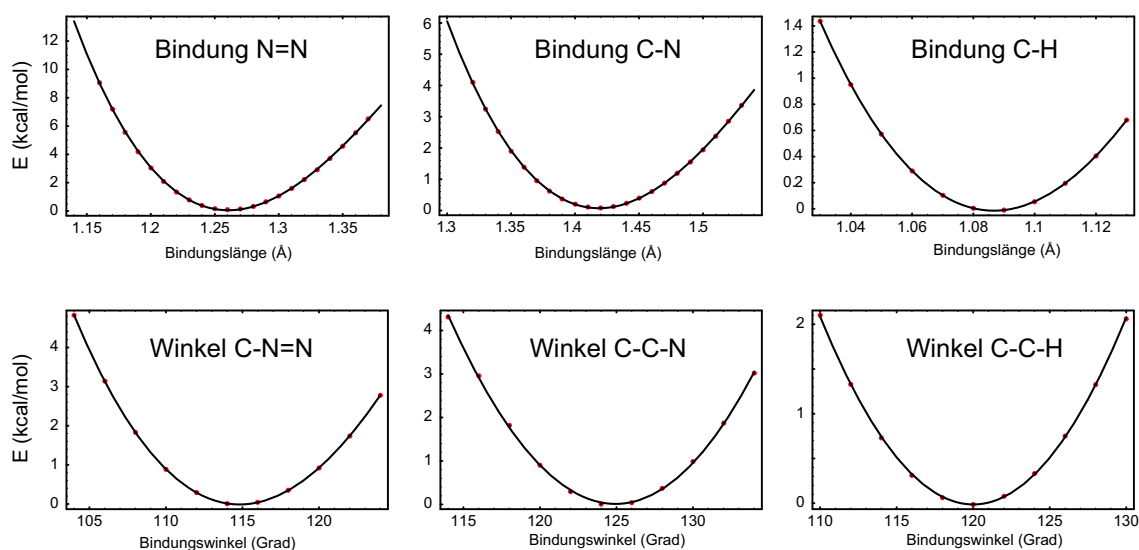 Bindung N=N
E (kcal/mol)
12
10
8
6
4
2
0
1.15 1.2 1.25 1.3 1.35
Bindungslänge (Å)
Bindung C-N
6
5
4
3
2
1
0
1.3 1.35 1.4 1.45 1.5
Bindungslänge (Å)
Bindung C-H
1.4
1.2
1
0.8
0.6
0.4
0.2
0
1.04 1.06 1.08 1.1 1.12
Bindungslänge (Å)
Winkel C-N=N
E (kcal/mol)
4
3
2
1
0
105 110 115 120
Bindungswinkel (Grad)
Winkel C-C-N
4
3
2
1
0
115 120 125 130
Bindungswinkel (Grad)
Winkel C-C-H
2
1
0
110 115 120 125 130
Bindungswinkel (Grad)